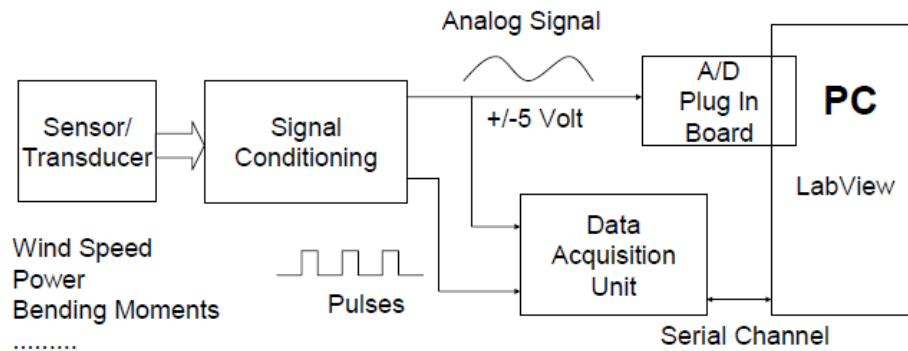 Analog Signal
Sensor/
Transducer
Signal
Conditioning
+/-5 Volt
A/D
Plug In
Board
PC
LabView
Wind Speed
Power
Bending Moments
.........
Pulses
Data
Acquisition
Unit
Serial Channel